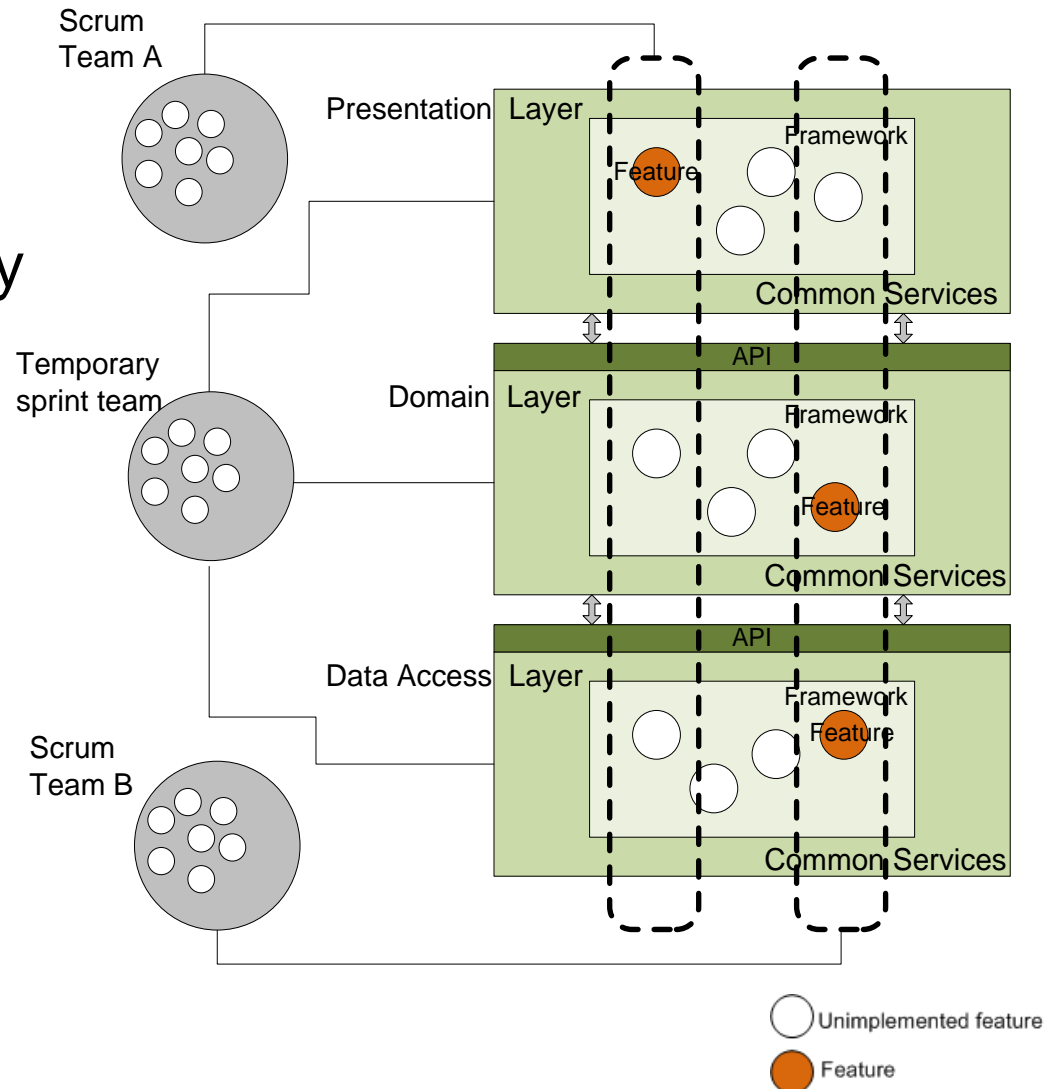 Scrum
Team A
Presentation Layer
Framework
Feature
y
Common Services
Temporary
sprint team
API
Domain Layer
Framework
Feature
Common Services
API
Data Access Layer
Framework
Feature
Scrum
Team B
Common Services
Unimplemented feature
Feature